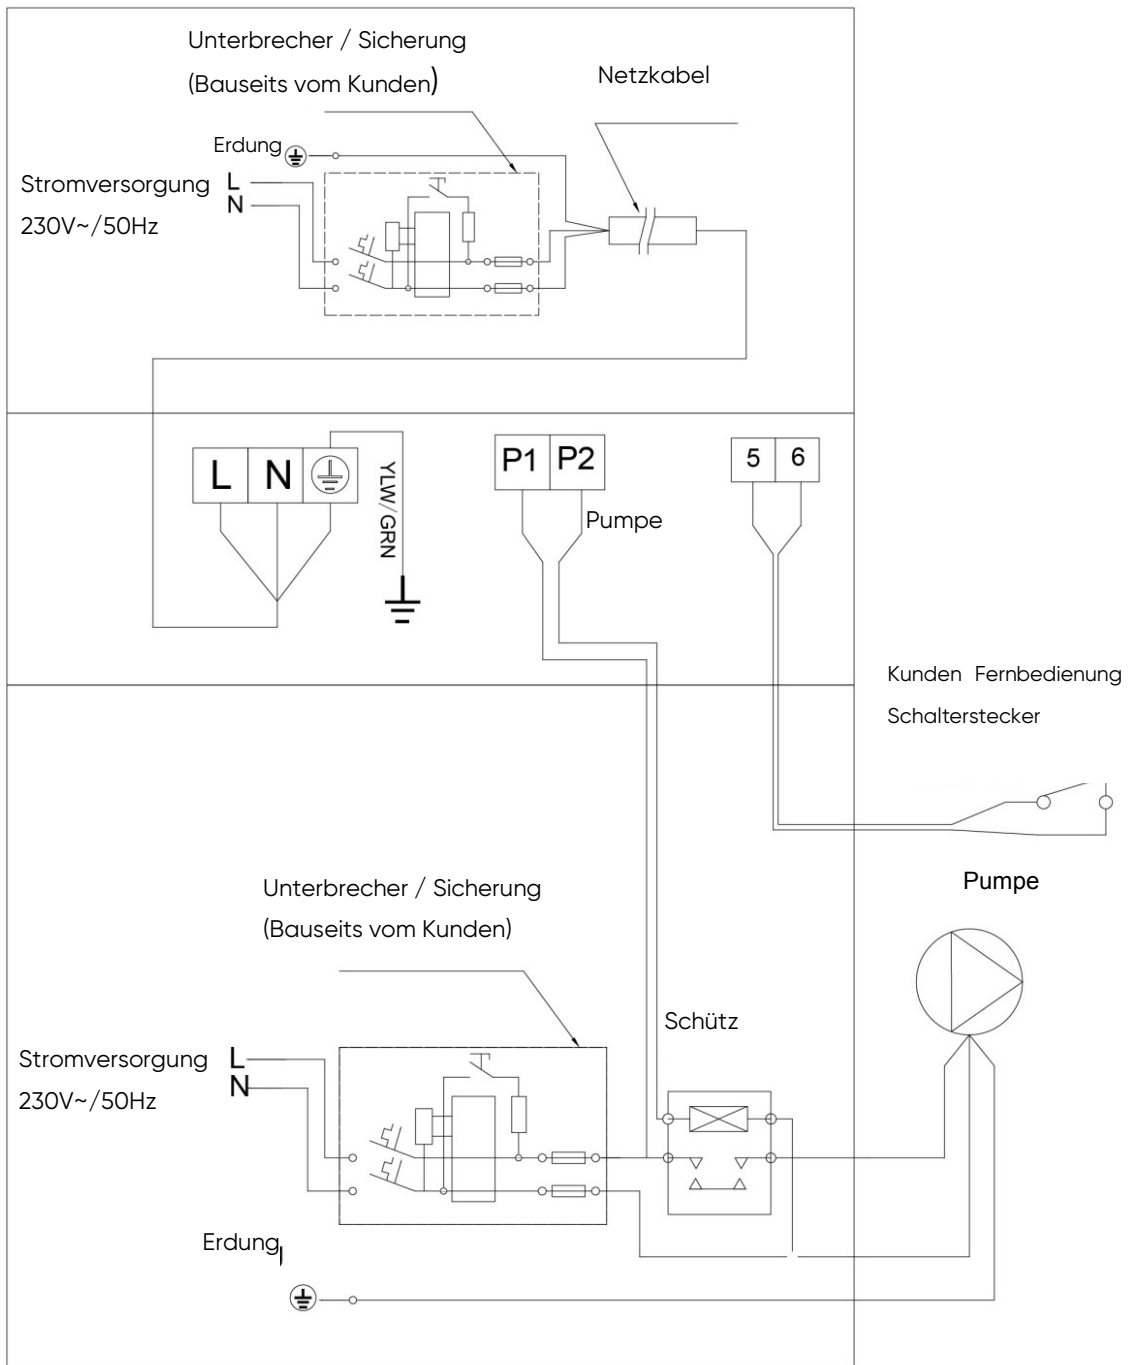 Unterbrecher / Sicherung
(Bauseits vom Kunden)
Netzkabel
Erdung
Stromversorgung L
N
230V~/50Hz
L N
YLW/GRN
P1 P2
Pumpe
5 6
Kunden Fernbedienung
Schalterstecker
Pumpe
Unterbrecher / Sicherung
(Bauseits vom Kunden)
Schütz
Stromversorgung L
N
230V~/50Hz
Erdung